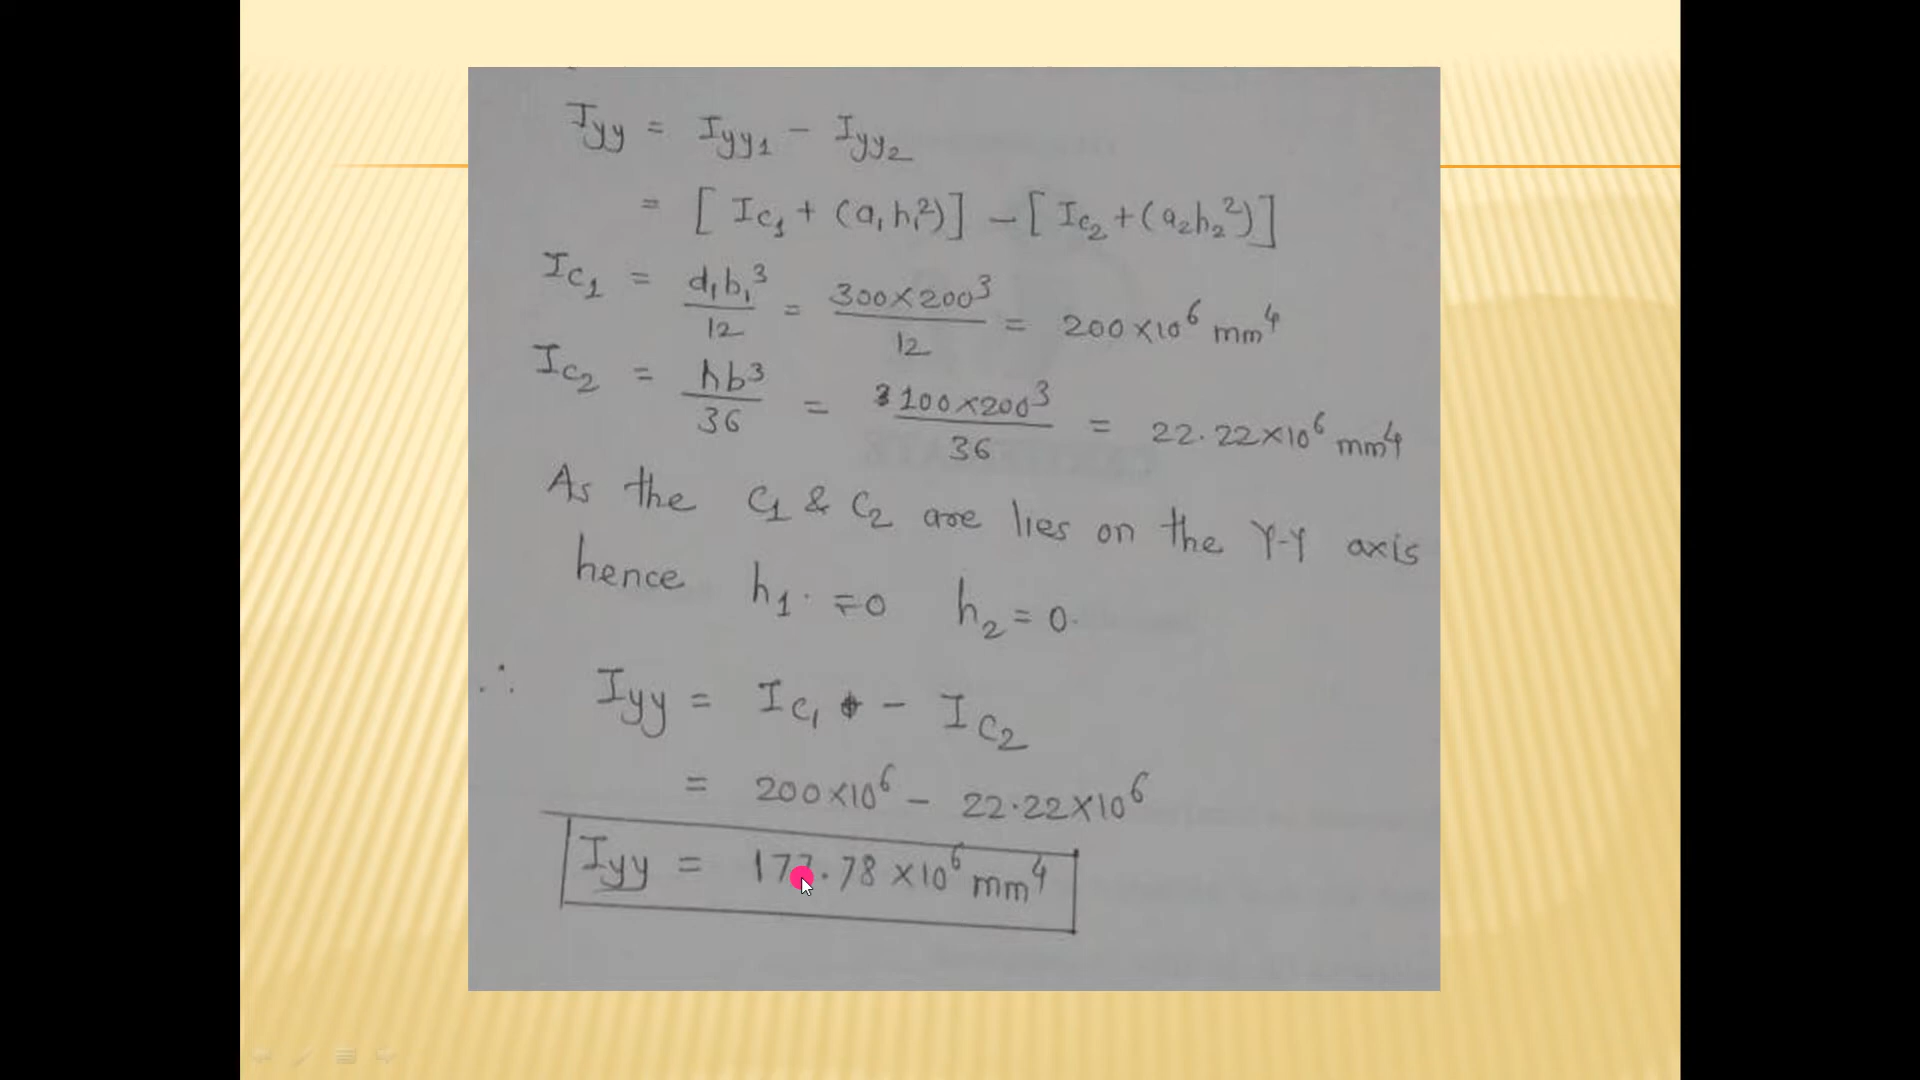 Iyy = Iyy1 - Iyy2
= [ Ic1 + (a1 h1²)] - [ Ic2 + (a2h2²)]
Ic1 = d1b1³/12 = 300×200³/12 = 200×10⁶ mm⁴
Ic2 = hb³/36 = 100×200³/36 = 22.22×10⁶ mm⁴
As the C1 & C2 are lies on the Y-Y axis
hence h1 = 0 h2 = 0
∴ Iyy = Ic1 - Ic2
= 200×10⁶ - 22.22×10⁶
Iyy = 177.78 ×10⁶ mm⁴